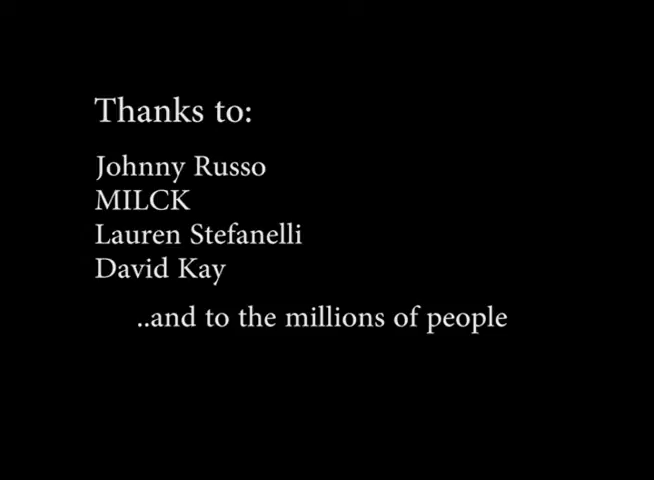 Thanks to:
Johnny Russo
MILCK
Lauren Stefanelli
David Kay
..and to the millions of people